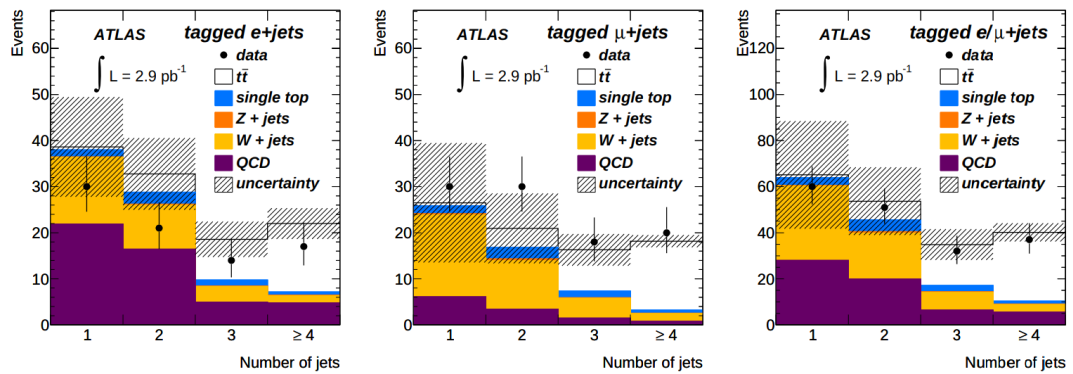 Events
60
50
40
30
20
10
0
ATLAS
tagged e+jets
∫ L = 2.9 pb⁻¹
data
tt̄
single top
Z + jets
W + jets
QCD
uncertainty
1 2 3 ≥ 4
Number of jets
Events
60
50
40
30
20
10
0
ATLAS
tagged μ+jets
∫ L = 2.9 pb⁻¹
data
tt̄
single top
Z + jets
W + jets
QCD
uncertainty
1 2 3 ≥ 4
Number of jets
Events
120
100
80
60
40
20
0
ATLAS
tagged e/μ+jets
∫ L = 2.9 pb⁻¹
data
tt̄
single top
Z + jets
W + jets
QCD
uncertainty
1 2 3 ≥ 4
Number of jets